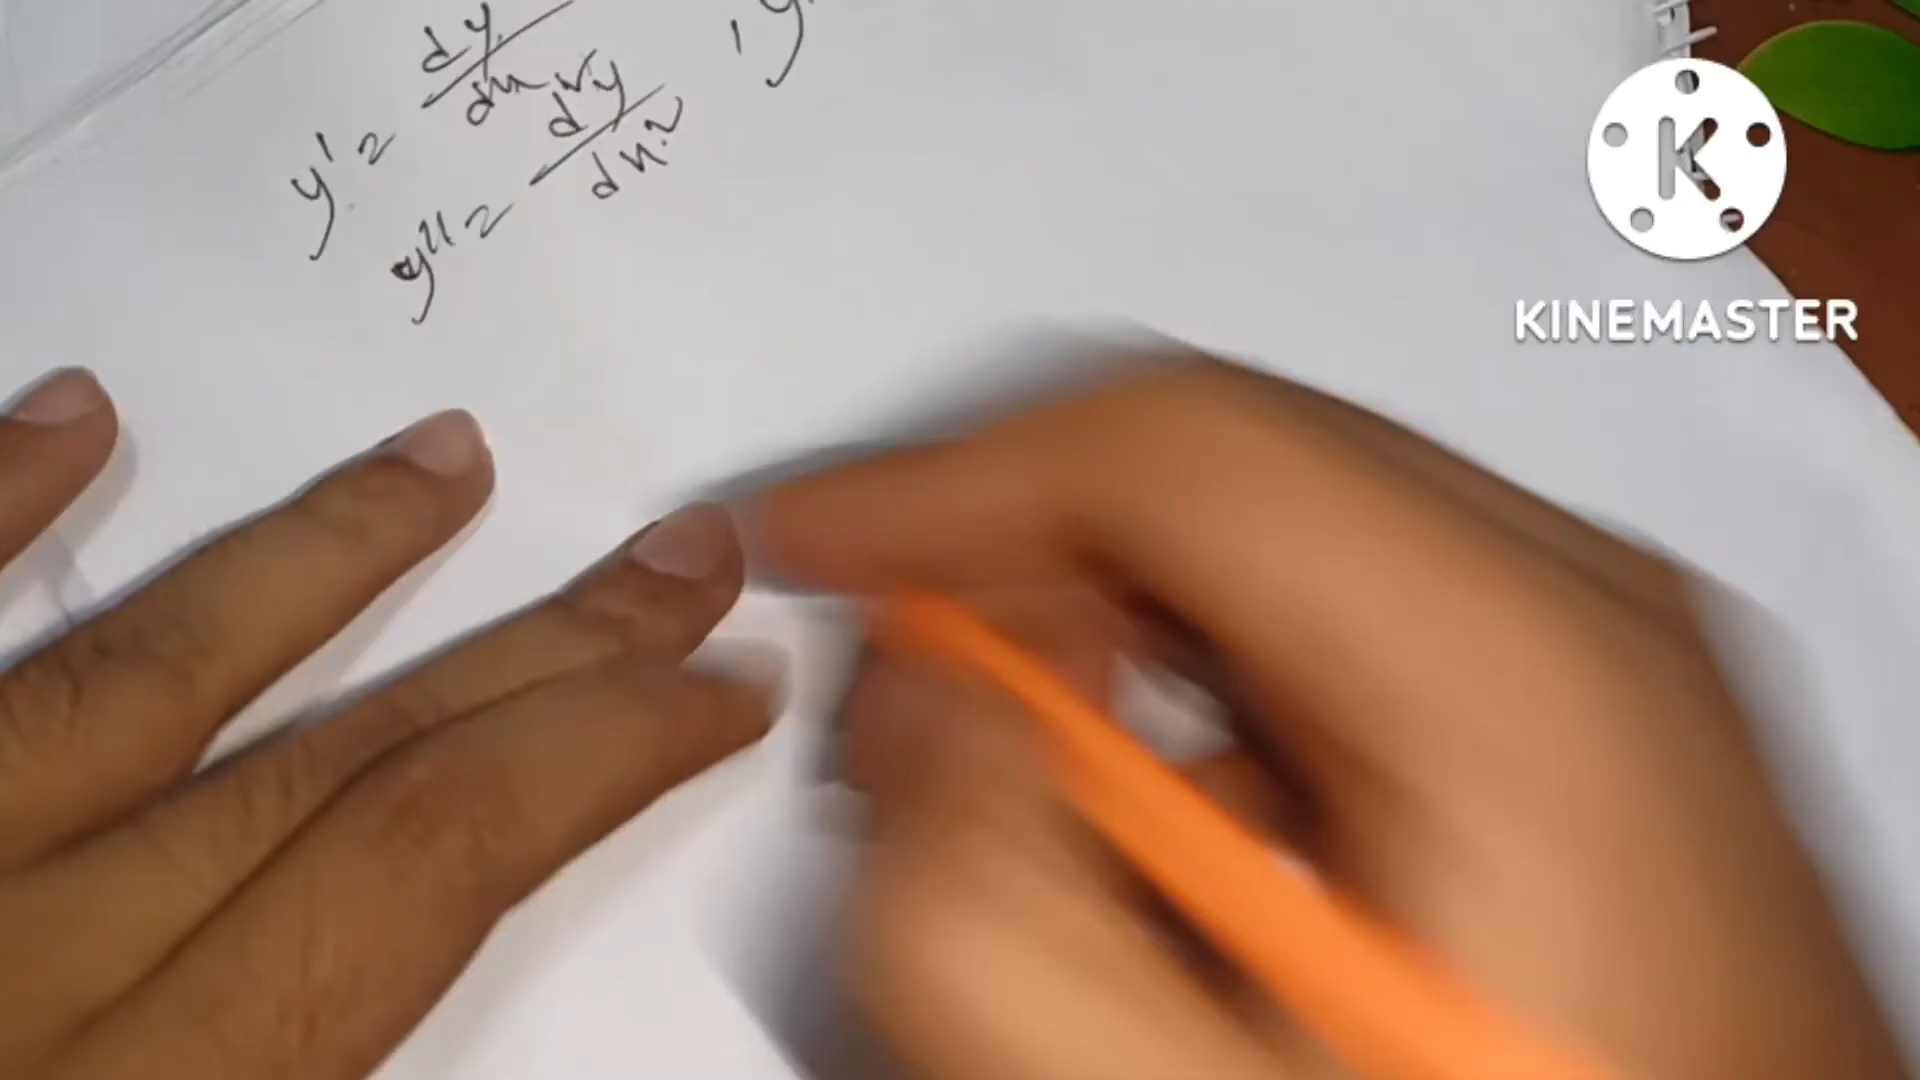 y' = dy/dx , y
y'' = d²y/dx²
KINEMASTER